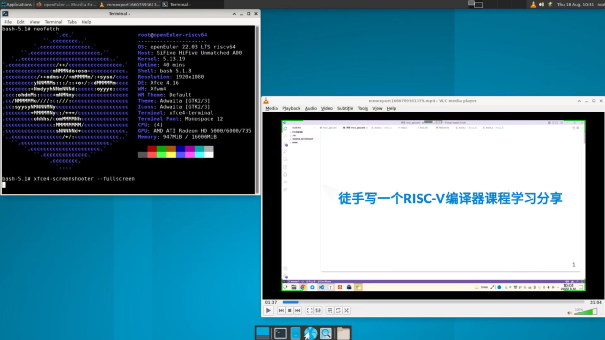 Applications
Terminal -
Thu 18 Aug, 10:33
Terminal -
File Edit View Terminal Tabs Help
bash-5.1# neofetch
root@openEuler-riscv64
OS: openEuler 22.03 LTS riscv64
Host: SiFive HiFive Unmatched A00
Kernel: 5.13.19
Uptime: 40 mins
Shell: bash 5.1.8
Resolution: 1920x1080
DE: Xfce 4.16
WM: Xfwm4
WM Theme: Default
Theme: Adwaita [GTK2/3]
Icons: Adwaita [GTK2/3]
Terminal: xfce4-terminal
Terminal Font: Monospace 12
CPU: (4)
GPU: AMD ATI Radeon HD 5000/6000/735
Memory: 947MiB / 16000MiB
bash-5.1# xfce4-screenshooter --fullscreen
VLC media player
Media Playback Audio Video Subtitle Tools View Help
徒手写一个RISC-V编译器课程学习分享
1
01:37
31:04